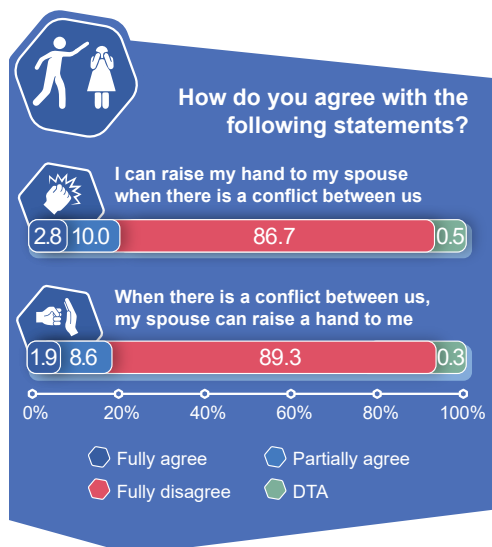 How do you agree with the
following statements?
I can raise my hand to my spouse
when there is a conflict between us
2.8 10.0 86.7 0.5
When there is a conflict between us,
my spouse can raise a hand to me
1.9 8.6 89.3 0.3
0% 20% 40% 60% 80% 100%
Fully agree Partially agree
Fully disagree DTA